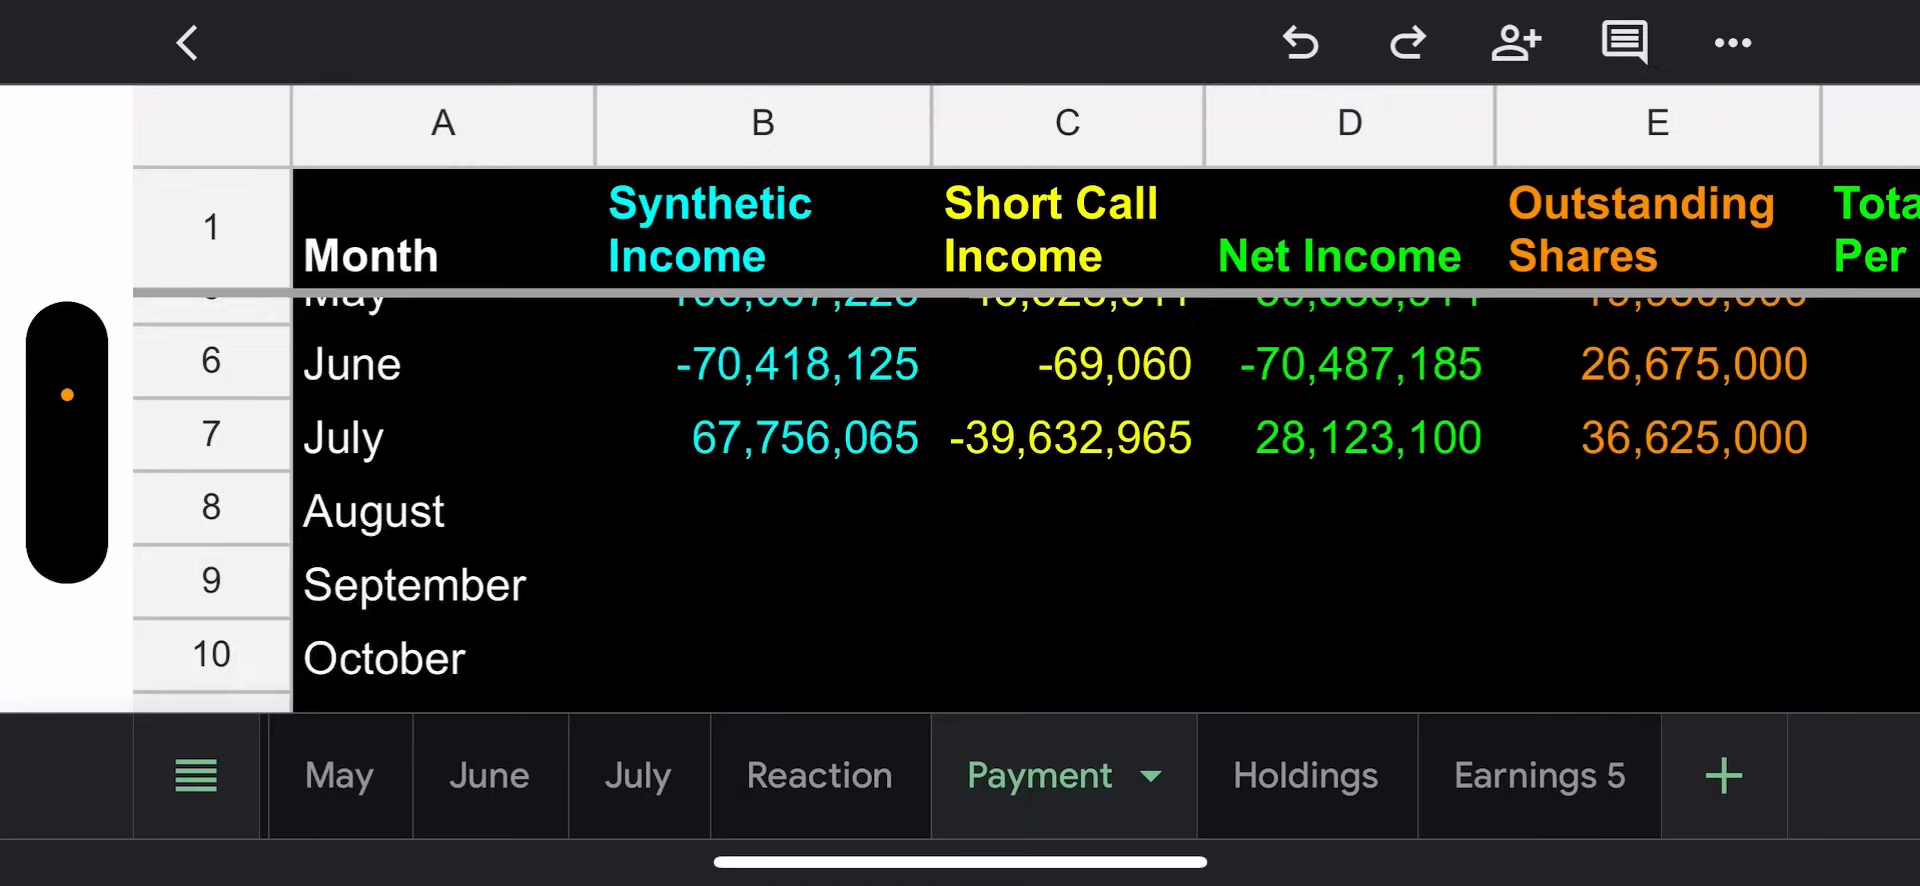 A B C D E
1 Month Synthetic Income Short Call Income Net Income Outstanding Shares Per
May
6 June -70,418,125 -69,060 -70,487,185 26,675,000
7 July 67,756,065 -39,632,965 28,123,100 36,625,000
8 August
9 September
10 October
May June July Reaction Payment Holdings Earnings 5